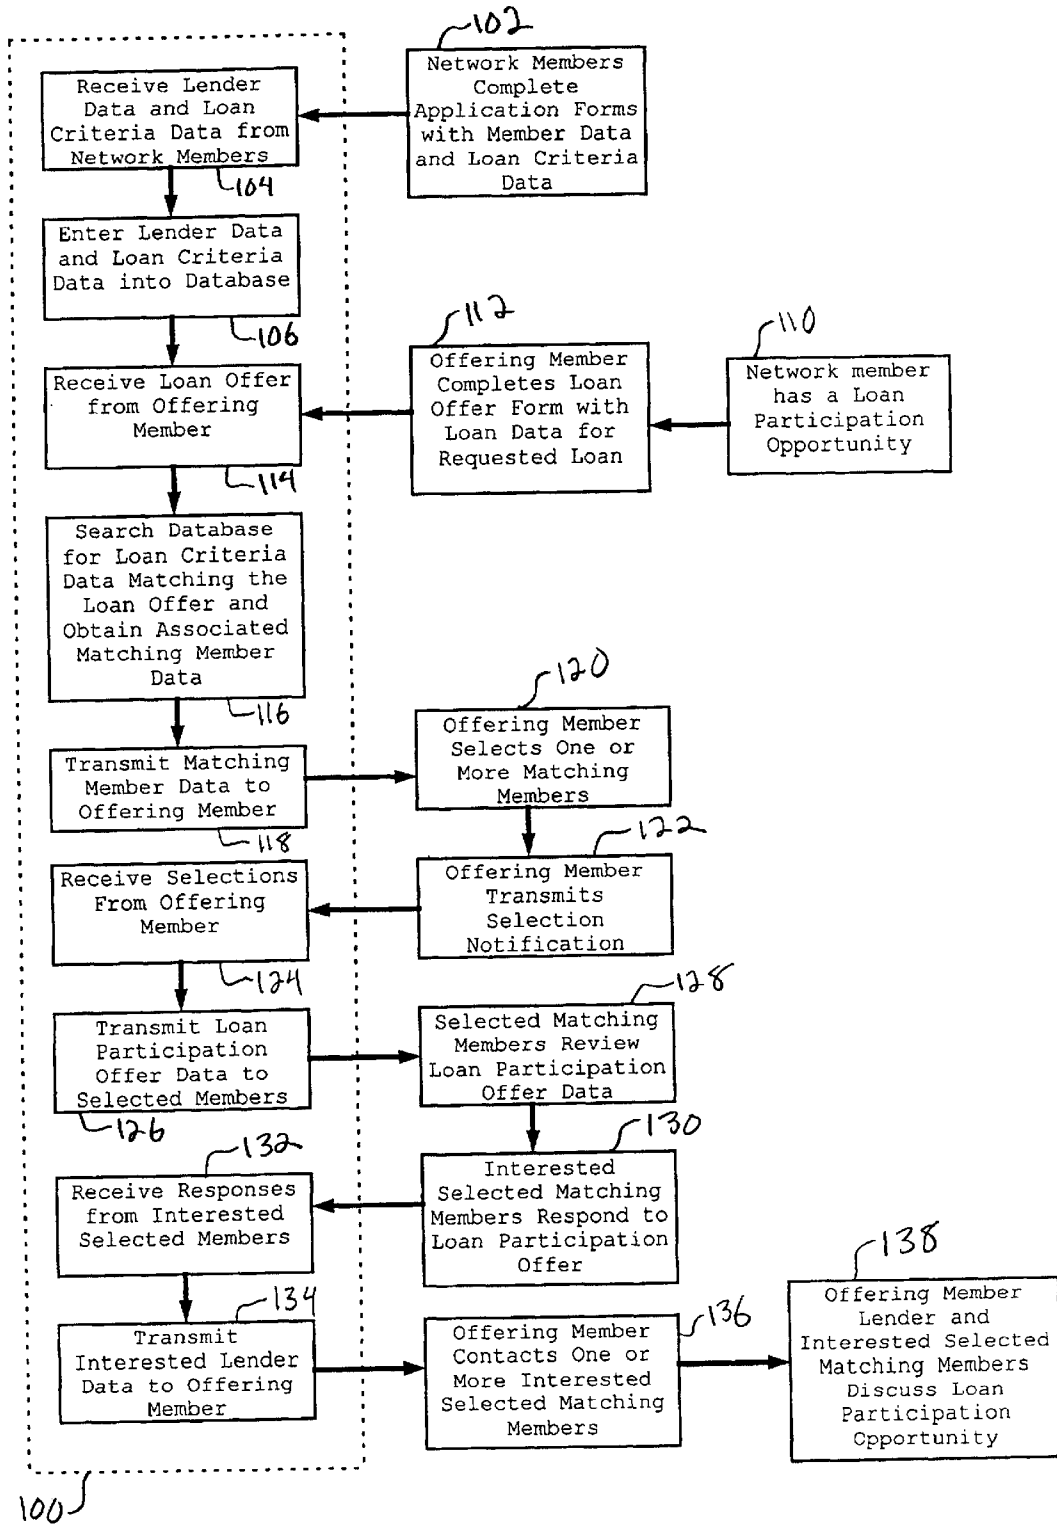 102
Network Members
Complete
Application Forms
with Member Data
and Loan Criteria
Data
Receive Lender
Data and Loan
Criteria Data from
Network Members
104
Enter Lender Data
and Loan Criteria
Data into Database
106
112
110
Receive Loan Offer
from Offering
Member
114
Offering Member
Completes Loan
Offer Form with
Loan Data for
Requested Loan
Network member
has a Loan
Participation
Opportunity
Search Database
for Loan Criteria
Data Matching the
Loan Offer and
Obtain Associated
Matching Member
Data
116
120
Transmit Matching
Member Data to
Offering Member
118
Offering Member
Selects One or
More Matching
Members
122
Receive Selections
From Offering
Member
124
Offering Member
Transmits
Selection
Notification
128
Transmit Loan
Participation
Offer Data to
Selected Members
126
Selected Matching
Members Review
Loan Participation
Offer Data
130
132
Receive Responses
from Interested
Selected Members
Interested
Selected Matching
Members Respond to
Loan Participation
Offer
134
Transmit
Interested Lender
Data to Offering
Member
136
Offering Member
Contacts One or
More Interested
Selected Matching
Members
138
Offering Member
Lender and
Interested Selected
Matching Members
Discuss Loan
Participation
Cpportunity
100